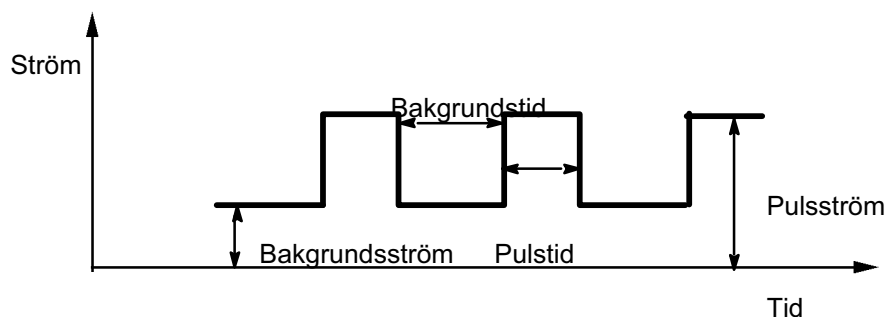 Ström
Bakgrundstid
Pulsström
Bakgrundsström
Pulstid
Tid